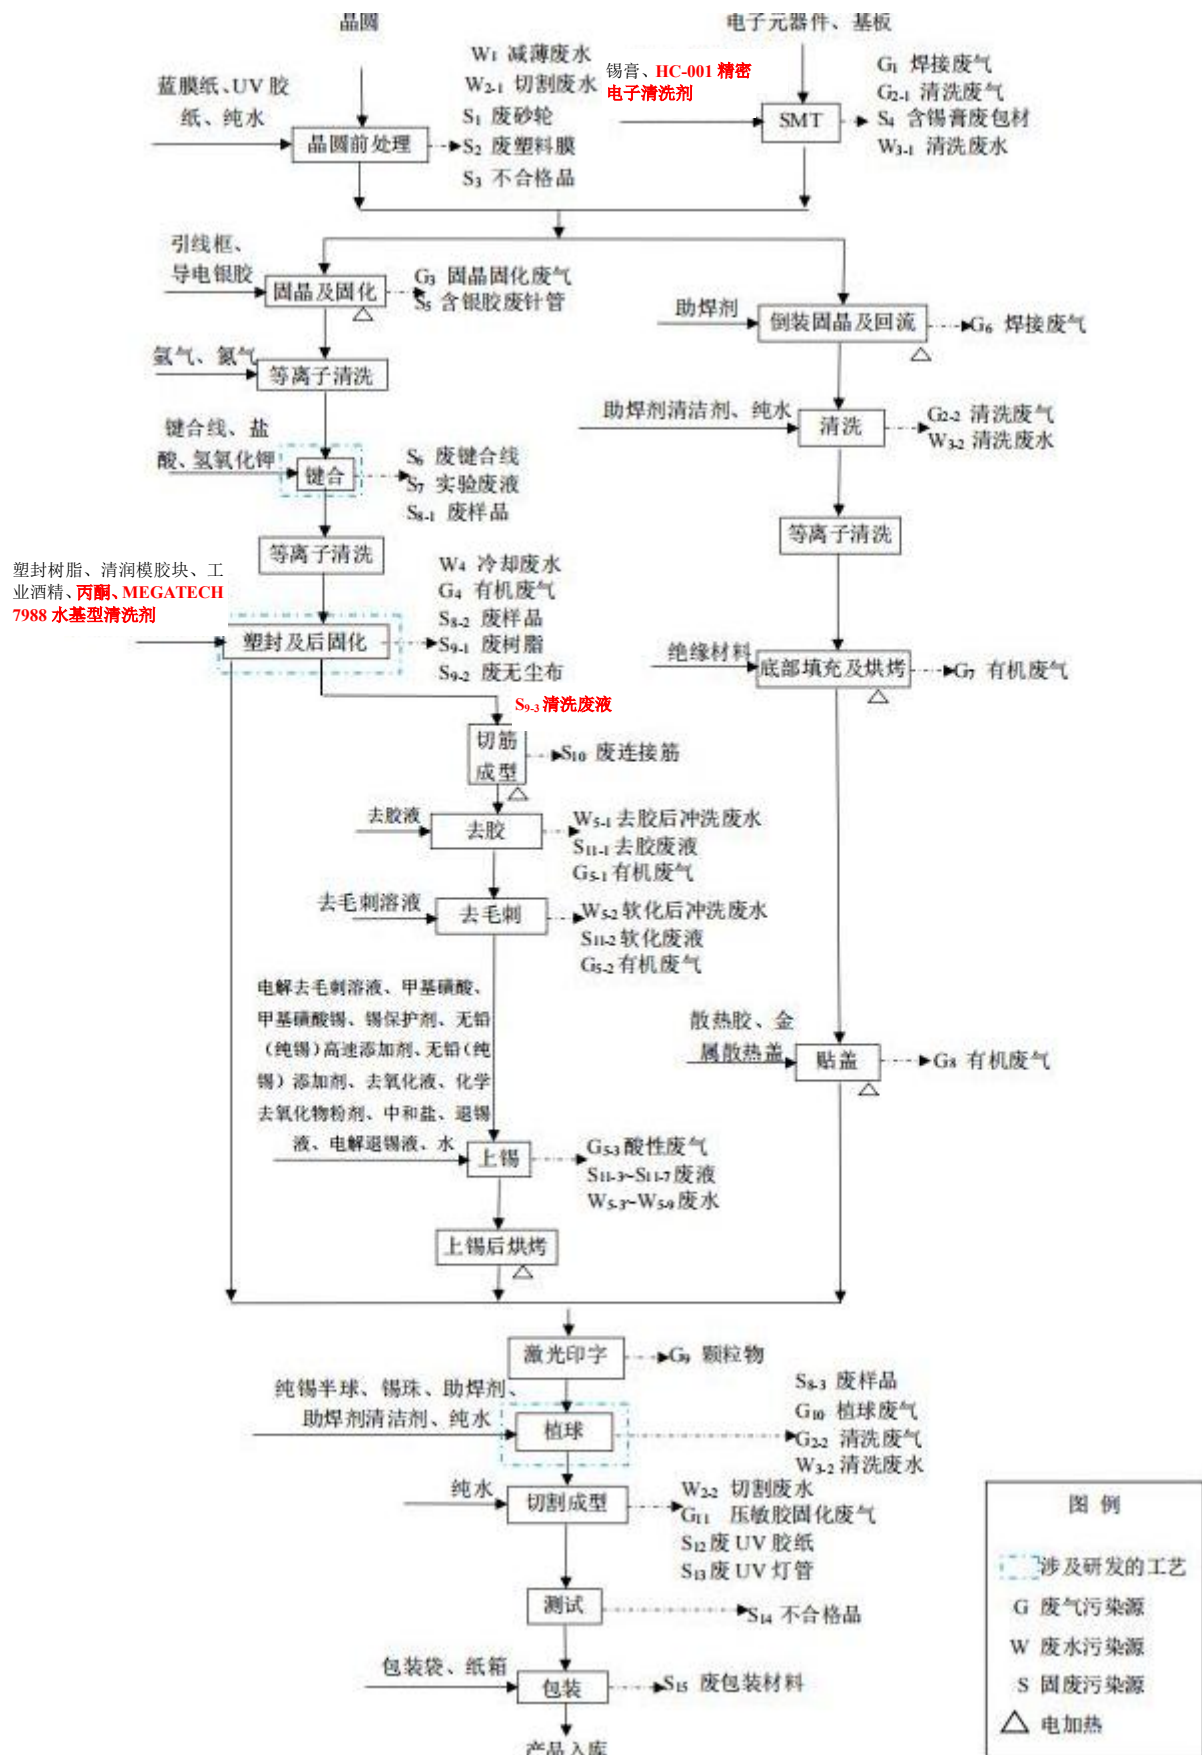 晶圆
电子元器件、基板
W₁ 减薄废水
W₂₋₁ 切割废水
S₁ 废砂轮
S₂ 废塑料膜
S₃ 不合格品
蓝膜纸、UV 胶
纸、纯水
晶圆前处理
锡膏、HC-001 精密
电子清洗剂
SMT
G₁ 焊接废气
G₂₋₁ 清洗废气
S₄ 含锡膏废包材
W₃₋₁ 清洗废水
引线框、
导电银胶
固晶及固化
G₃ 固晶固化废气
S₅ 含银胶废针管
助焊剂
倒装固晶及回流
G₆ 焊接废气
氩气、氮气
等离子清洗
助焊剂清洁剂、纯水
清洗
G₂₋₂ 清洗废气
W₃₋₂ 清洗废水
键合线、盐
酸、氢氧化钾
键合
S₆ 废键合线
S₇ 实验废液
S₈₋₁ 废样品
等离子清洗
等离子清洗
塑封树脂、清润模胶块、工
业酒精、丙酮、MEGATECH
7988 水基型清洗剂
塑封及后固化
W₄ 冷却废水
G₄ 有机废气
S₈₋₂ 废样品
S₉₋₁ 废树脂
S₉₋₂ 废无尘布
S₉₋₃ 清洗废液
绝缘材料
底部填充及烘烤
G₇ 有机废气
切筋
成型
S₁₀ 废连接筋
去胶液
去胶
W₅₋₁ 去胶后冲洗废水
S₁₁₋₁ 去胶废液
G₅₋₁ 有机废气
去毛刺溶液
去毛刺
W₅₋₂ 软化后冲洗废水
S₁₁₋₂ 软化废液
G₅₋₂ 有机废气
电解去毛刺溶液、甲基磺酸、
甲基磺酸锡、锡保护剂、无铅
（纯锡）高速添加剂、无铅（纯
锡）添加剂、去氧化液、化学
去氧化物粉剂、中和盐、退锡
液、电解退锡液、水
上锡
G₅₋₃ 酸性废气
S₁₁₋₃~S₁₁₋₇ 废液
W₅₋₃~W₅₋₉ 废水
散热胶、金
属散热盖
贴盖
G₈ 有机废气
上锡后烘烤
激光印字
G₉ 颗粒物
纯锡半球、锡珠、助焊剂、
助焊剂清洁剂、纯水
植球
S₈₋₃ 废样品
G₁₀ 植球废气
G₂₋₂ 清洗废气
W₃₋₂ 清洗废水
纯水
切割成型
W₂₋₂ 切割废水
G₁₁ 压敏胶固化废气
S₁₂ 废 UV 胶纸
S₁₃ 废 UV 灯管
测试
S₁₄ 不合格品
包装袋、纸箱
包装
S₁₅ 废包装材料
产品入库
图 例
涉及研发的工艺
G 废气污染源
W 废水污染源
S 固废污染源
电加热